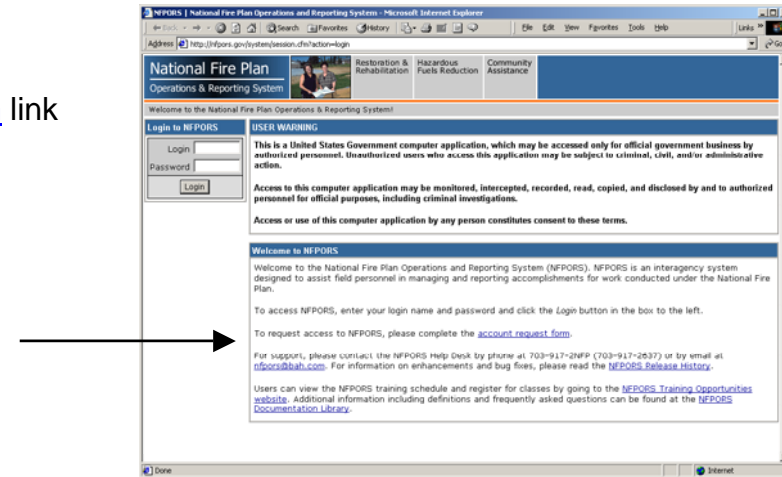 link
NFPORS | National Fire Plan Operations and Reporting System - Microsoft Internet Explorer
Back Search Favorites History File Edit View Favorites Tools Help Links »
Address http://nfpors.gov/system/session.cfm?action=login Go
National Fire Plan
Operations & Reporting System
Restoration &
Rehabilitation
Hazardous
Fuels Reduction
Community
Assistance
Welcome to the National Fire Plan Operations & Reporting System!
Login to NFPORS
Login
Password
Login
USER WARNING
This is a United States Government computer application, which may be accessed only for official government business by
authorized personnel. Unauthorized users who access this application may be subject to criminal, civil, and/or administrative
action.
Access to this computer application may be monitored, intercepted, recorded, read, copied, and disclosed by and to authorized
personnel for official purposes, including criminal investigations.
Access or use of this computer application by any person constitutes consent to these terms.
Welcome to NFPORS
Welcome to the National Fire Plan Operations and Reporting System (NFPORS). NFPORS is an interagency system
designed to assist field personnel in managing and reporting accomplishments for work conducted under the National Fire
Plan.
To access NFPORS, enter your login name and password and click the Login button in the box to the left.
To request access to NFPORS, please complete the account request form.
For support, please contact the NFPORS Help Desk by phone at 703-917-2NFP (703-917-2637) or by email at
nfpors@bah.com. For information on enhancements and bug fixes, please read the NFPORS Release History.
Users can view the NFPORS training schedule and register for classes by going to the NFPORS Training Opportunities
website. Additional information including definitions and frequently asked questions can be found at the NFPORS
Documentation Library.
Done Internet